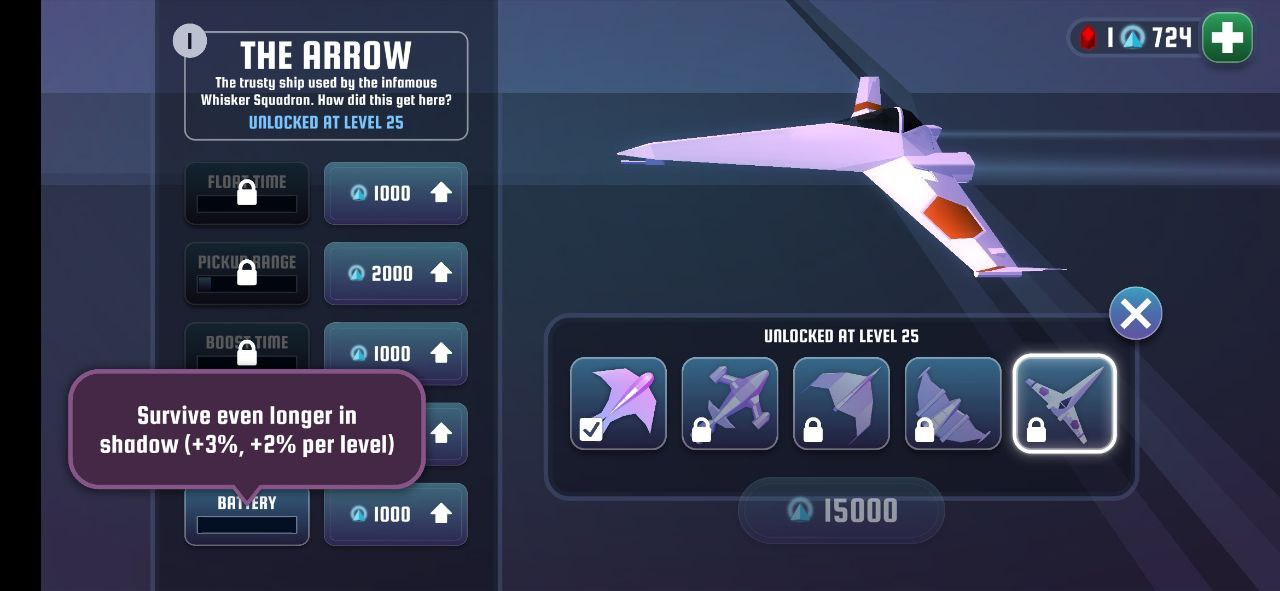 I
THE ARROW
The trusty ship used by the infamous
Whisker Squadron. How did this get here?
UNLOCKED AT LEVEL 25
1 724
FLOAT TIME
1000
PICKUP RANGE
2000
BOOST TIME
1000
Survive even longer in
shadow (+3%, +2% per level)
BATTERY
1000
UNLOCKED AT LEVEL 25
15000